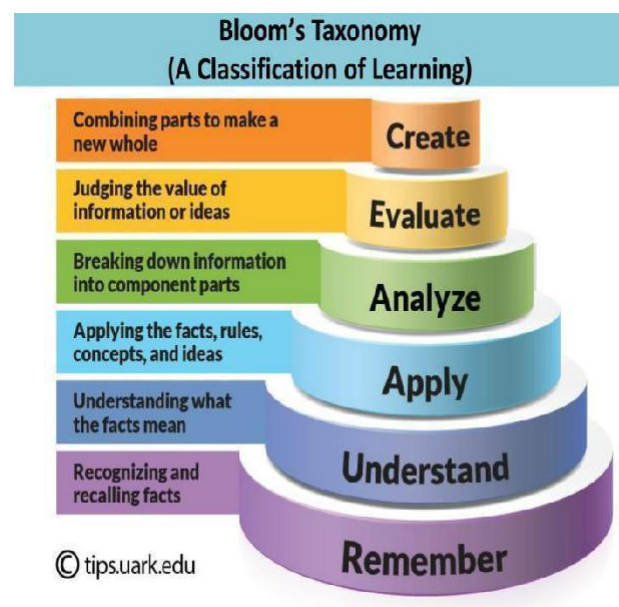 Bloom's Taxonomy
(A Classification of Learning)
Combining parts to make a
new whole
Create
Judging the value of
information or ideas
Evaluate
Breaking down information
into component parts
Analyze
Applying the facts, rules,
concepts, and ideas
Apply
Understanding what
the facts mean
Understand
Recognizing and
recalling facts
Remember
© tips.uark.edu